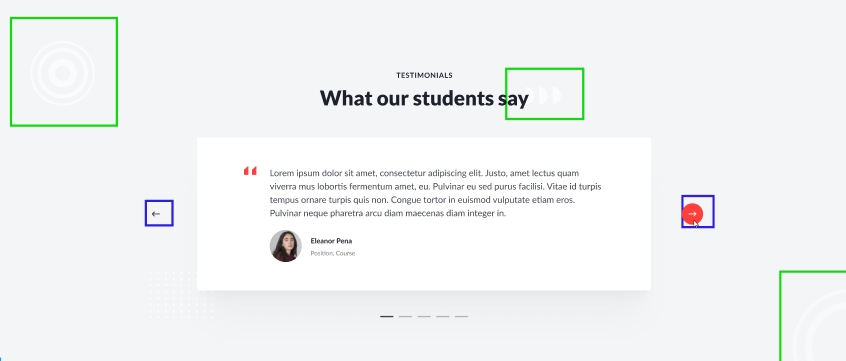 TESTIMONIALS
What our students say
Lorem ipsum dolor sit amet, consectetur adipiscing elit. Justo, amet lectus quam
viverra mus lobortis fermentum amet, eu. Pulvinar eu sed purus facilisi. Vitae id turpis
tempus ornare turpis quis non. Congue tortor in euismod vulputate etiam eros.
Pulvinar neque pharetra arcu diam maecenas diam integer in.
Eleanor Pena
Position, Course